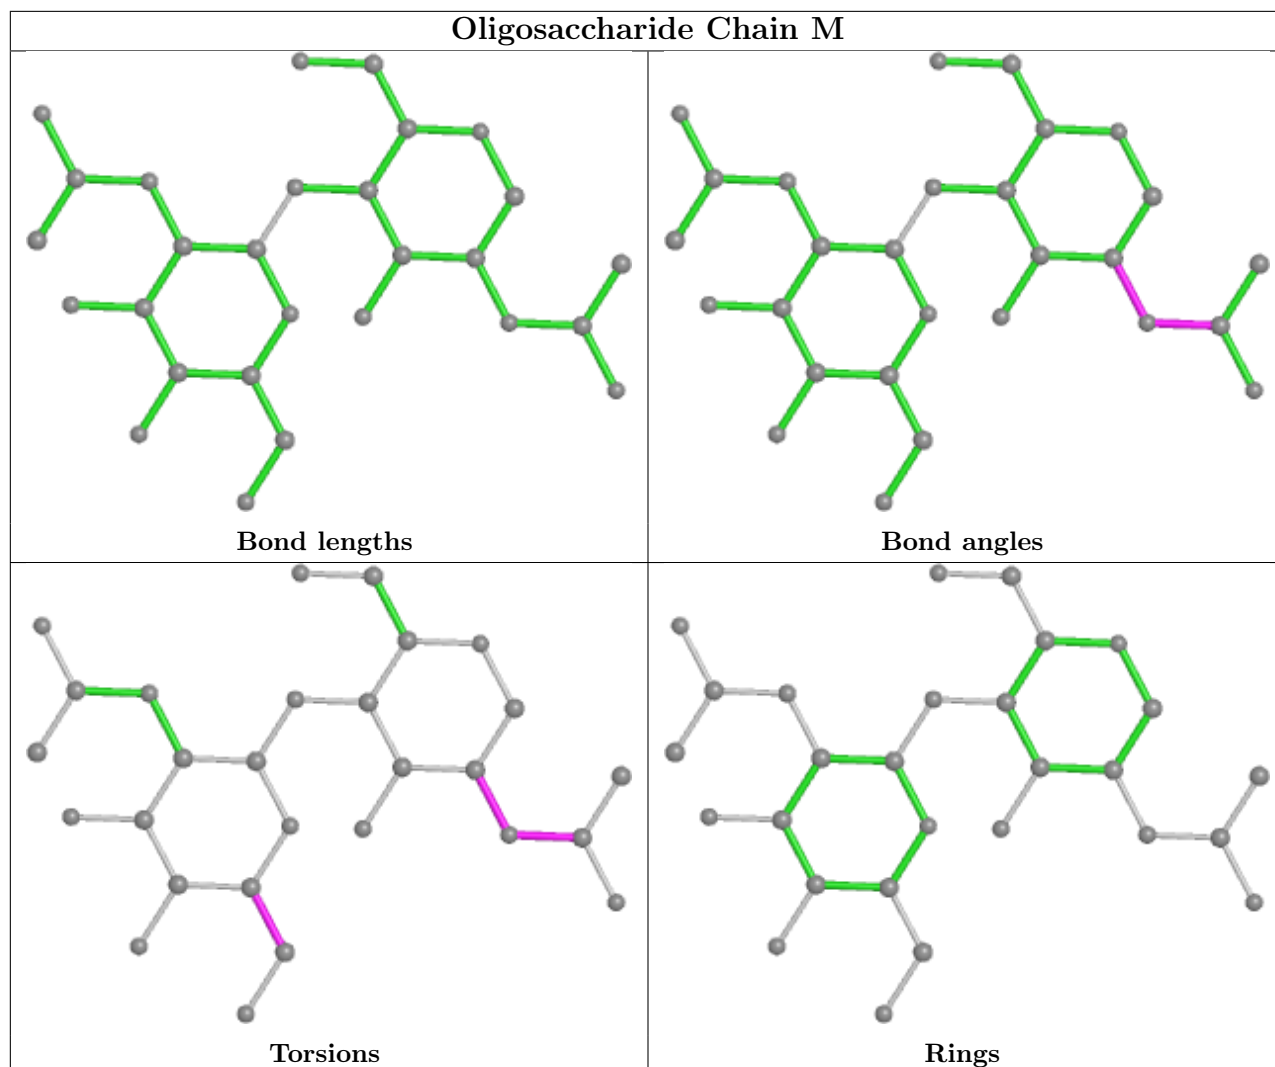 Oligosaccharide Chain M
Bond lengths
Bond angles
Torsions
Rings